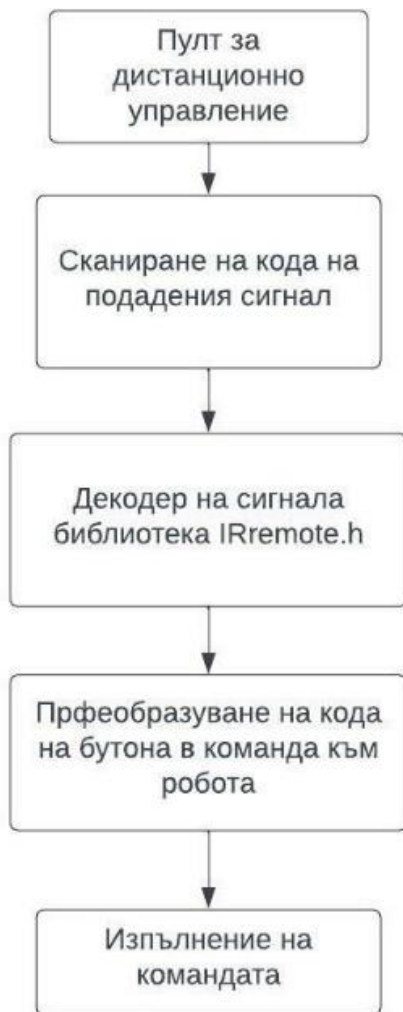 Пулт за
дистанционно
управление
Сканиране на кода на
подадения сигнал
Декодер на сигнала
библиотека IRremote.h
Прфеобразуване на кода
на бутона в команда към
робота
Изпълнение на
командата